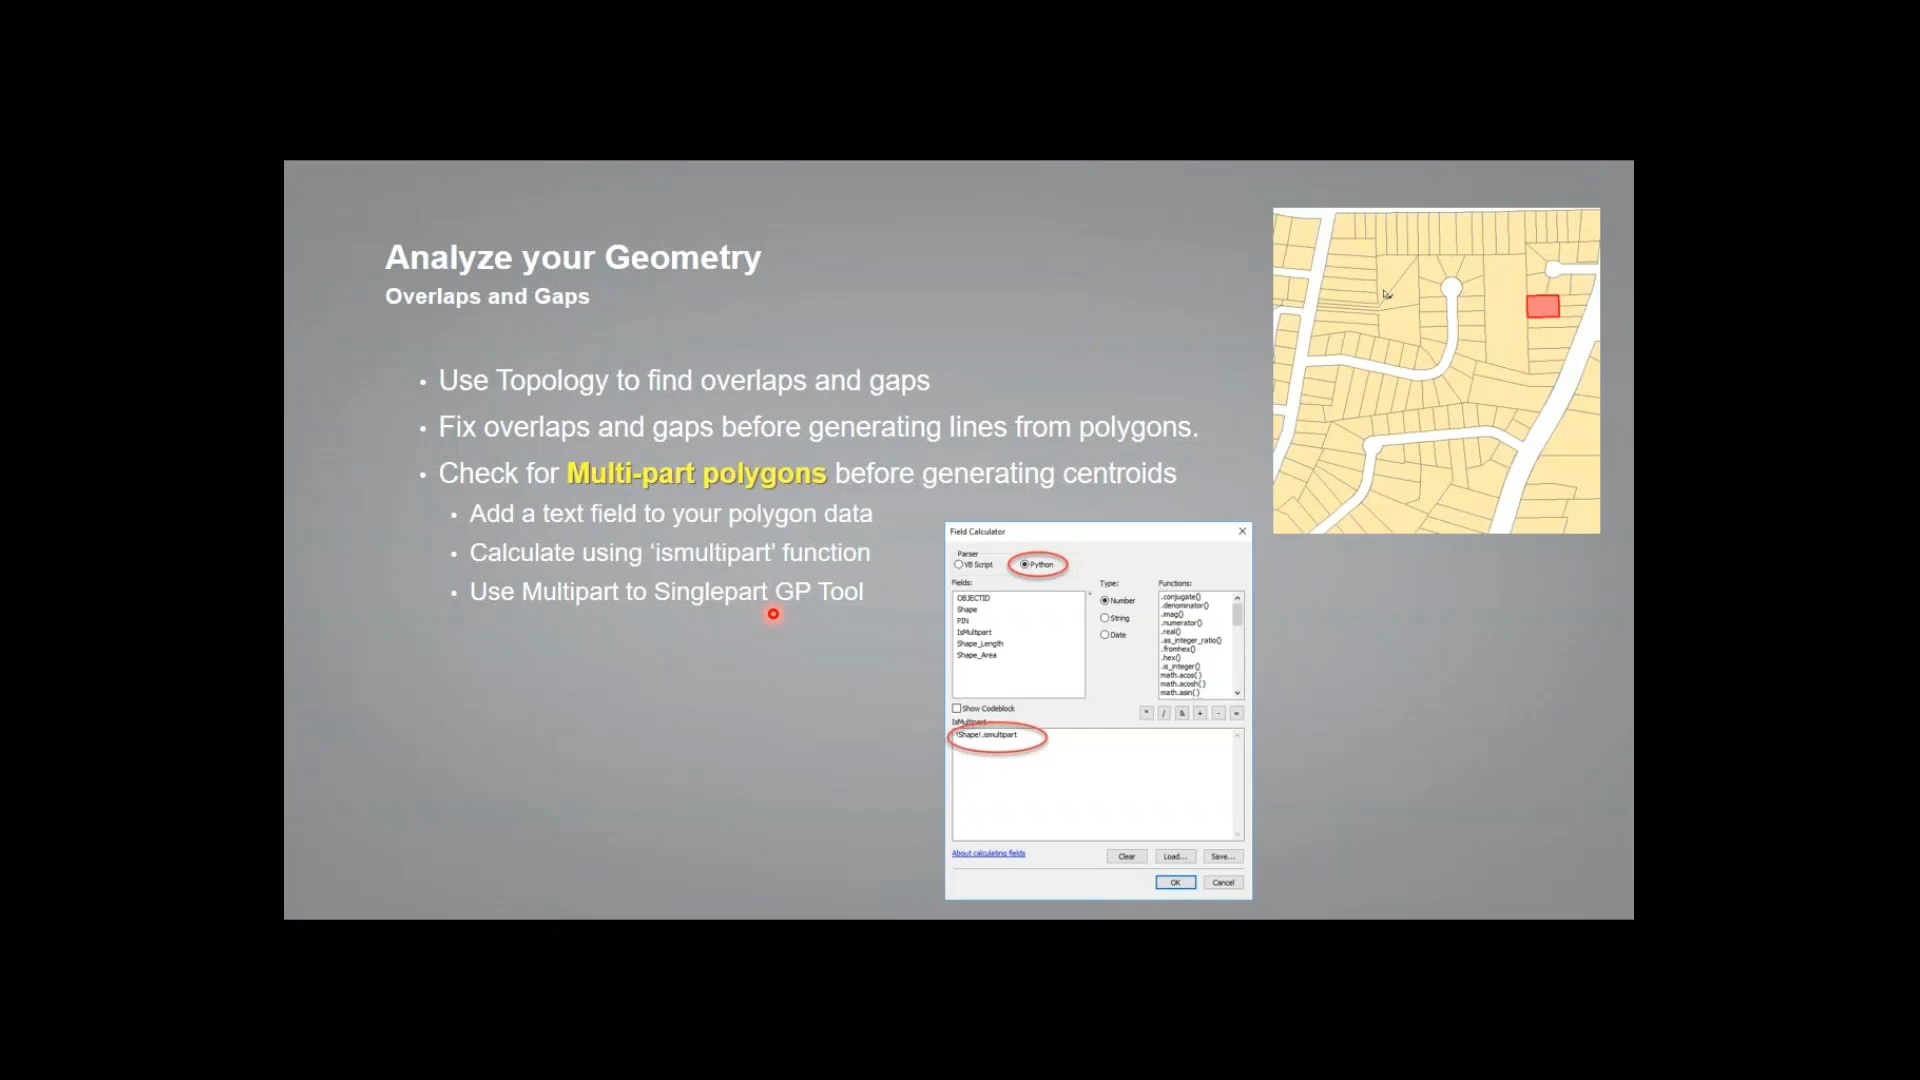 Analyze your Geometry
Overlaps and Gaps
• Use Topology to find overlaps and gaps
• Fix overlaps and gaps before generating lines from polygons.
• Check for Multi-part polygons before generating centroids
• Add a text field to your polygon data
• Calculate using ‘ismultipart’ function
• Use Multipart to Singlepart GP Tool
Field Calculator
Parser
VB Script Python
Fields:
OBJECTID
Shape
PIN
IsMultipart
Shape_Length
Shape_Area
Type:
Number
String
Date
Functions:
.conjugate()
.denominator()
.imag()
.numerator()
.real()
.as_integer_ratio()
.fromhex()
.hex()
.is_integer()
math.acos( )
math.acosh( )
math.asin( )
Show Codeblock
* / & + - =
IsMultipart
!Shape!.ismultipart
About calculating fields
Clear Load... Save...
OK Cancel